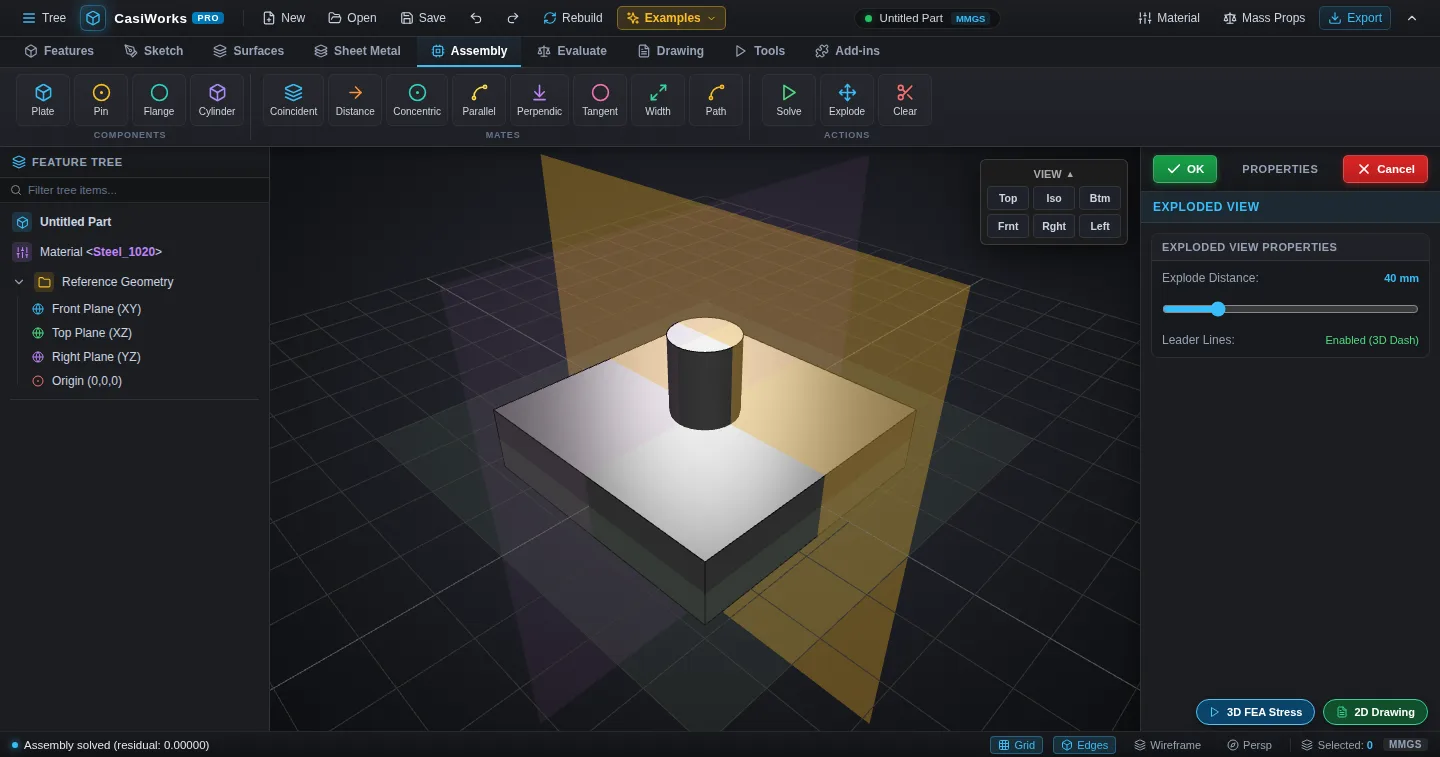 Tree CasiWorks PRO New Open Save Rebuild Examples Untitled Part MMGS Material Mass Props Export
Features Sketch Surfaces Sheet Metal Assembly Evaluate Drawing Tools Add-ins
Plate Pin Flange Cylinder Coincident Distance Concentric Parallel Perpendic Tangent Width Path Solve Explode Clear
COMPONENTS MATES ACTIONS
FEATURE TREE
Filter tree items...
Untitled Part
Material <Steel_1020>
Reference Geometry
Front Plane (XY)
Top Plane (XZ)
Right Plane (YZ)
Origin (0,0,0)
VIEW ▲
Top Iso Btm
Frnt Rght Left
OK PROPERTIES Cancel
EXPLODED VIEW
EXPLODED VIEW PROPERTIES
Explode Distance: 40 mm
Leader Lines: Enabled (3D Dash)
3D FEA Stress 2D Drawing
Assembly solved (residual: 0.00000) Grid Edges Wireframe Persp Selected: 0 MMGS